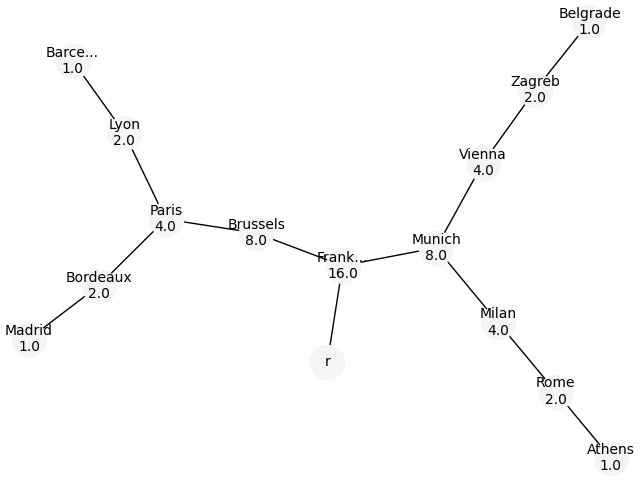 Belgrade
1.0
Barce...
1.0
Zagreb
2.0
Lyon
2.0
Vienna
4.0
Paris
4.0
Brussels
8.0
Munich
8.0
Frank...
16.0
Bordeaux
2.0
Milan
4.0
Madrid
1.0
r
Rome
2.0
Athens
1.0